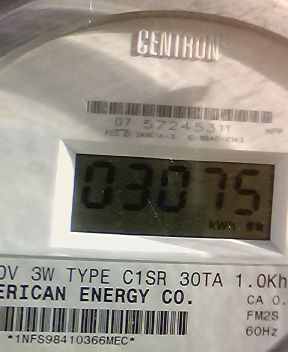 CENTRON
07 57245311
03075
kWh
0V 3W TYPE C1SR 30TA 1.0Kh
ERICAN ENERGY CO.
CA 0.
FM2S
60Hz
*1NFS98410366MEC*